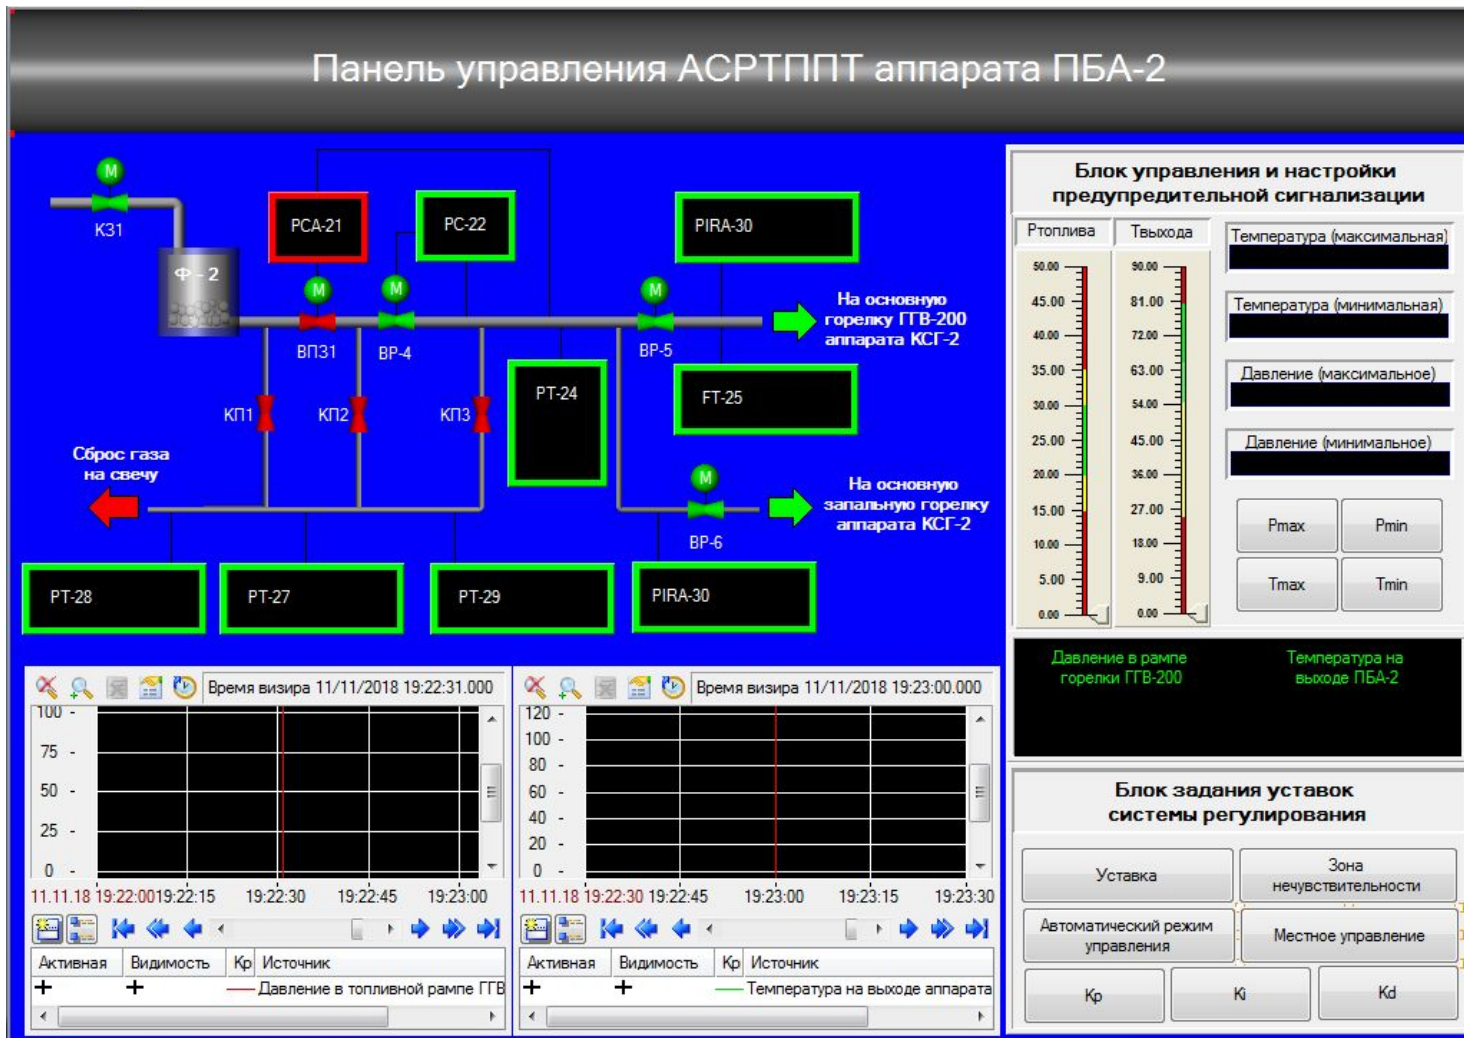 Панель управления АСРТППТ аппарата ПБА-2
M
КЗ1
Ф - 2
PCA-21
PC-22
PIRA-30
M
M
M
ВПЗ1
ВР-4
ВР-5
На основную
горелку ГГВ-200
аппарата КСГ-2
КП1
КП2
КП3
PT-24
FT-25
Сброс газа
на свечу
M
ВР-6
На основную
запальную горелку
аппарата КСГ-2
PT-28
PT-27
PT-29
PIRA-30
Блок управления и настройки
предупредительной сигнализации
Pтоплива
Tвыхода
50.00
45.00
40.00
35.00
30.00
25.00
20.00
15.00
10.00
5.00
0.00
90.00
81.00
72.00
63.00
54.00
45.00
36.00
27.00
18.00
9.00
0.00
Температура (максимальная)
Температура (минимальная)
Давление (максимальное)
Давление (минимальное)
Pmax
Pmin
Tmax
Tmin
Давление в рампе
горелки ГГВ-200
Температура на
выходе ПБА-2
Блок задания уставок
системы регулирования
Уставка
Зона
нечувствительности
Автоматический режим
управления
Местное управление
Kp
Ki
Kd
Время визира 11/11/2018 19:22:31.000
100 -
75 -
50 -
25 -
0 -
11.11.18 19:22:00 19:22:15 19:22:30 19:22:45 19:23:00
Активная Видимость Кр Источник
Давление в топливной рампе ГГВ
Время визира 11/11/2018 19:23:00.000
120 -
100 -
80 -
60 -
40 -
20 -
0 -
11.11.18 19:22:30 19:22:45 19:23:00 19:23:15 19:23:30
Активная Видимость Кр Источник
Температура на выходе аппарата